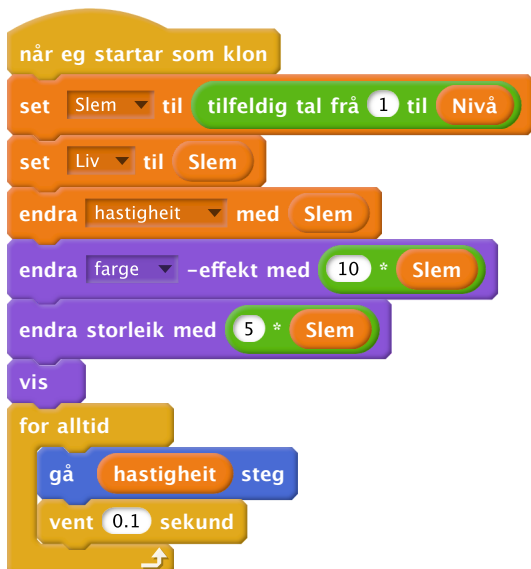 når eg startar som klon
set Slem til tilfeldig tal frå 1 til Nivå
set Liv til Slem
endra hastigheit med Slem
endra farge -effekt med 10 * Slem
endra storleik med 5 * Slem
vis
for alltid
gå hastigheit steg
vent 0.1 sekund